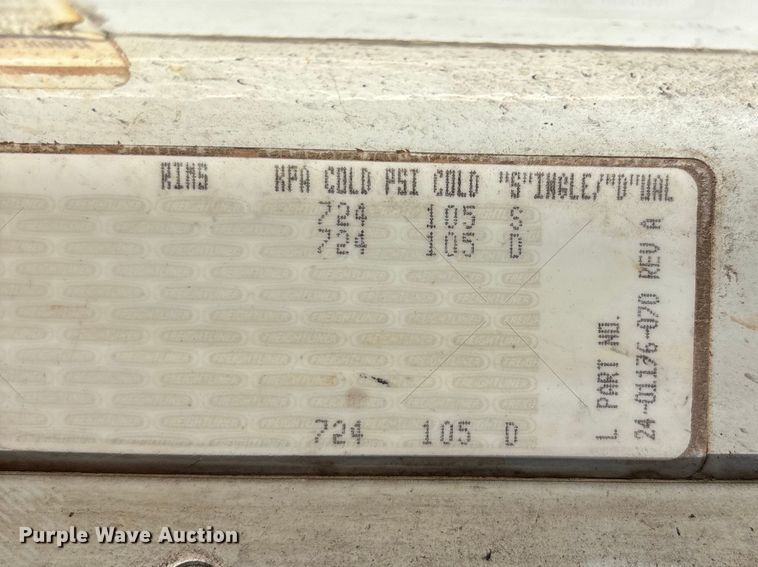 RIMS KPA COLD PSI COLD "S"INGLE/"D"UAL
724 105 S
724 105 D
724 105 D
L PART NO.
24-01176-070 REV A
Purple Wave Auction